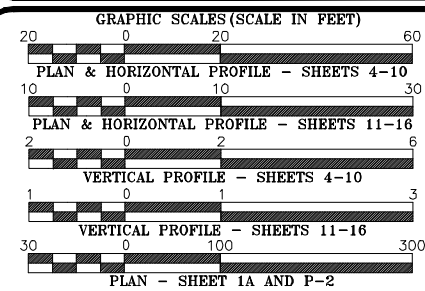 GRAPHIC SCALES (SCALE IN FEET)
20 0 20 60
PLAN & HORIZONTAL PROFILE - SHEETS 4-10
10 0 10 30
PLAN & HORIZONTAL PROFILE - SHEETS 11-16
2 0 2 6
VERTICAL PROFILE - SHEETS 4-10
1 0 1 3
VERTICAL PROFILE - SHEETS 11-16
30 0 100 300
PLAN - SHEET 1A AND P-2